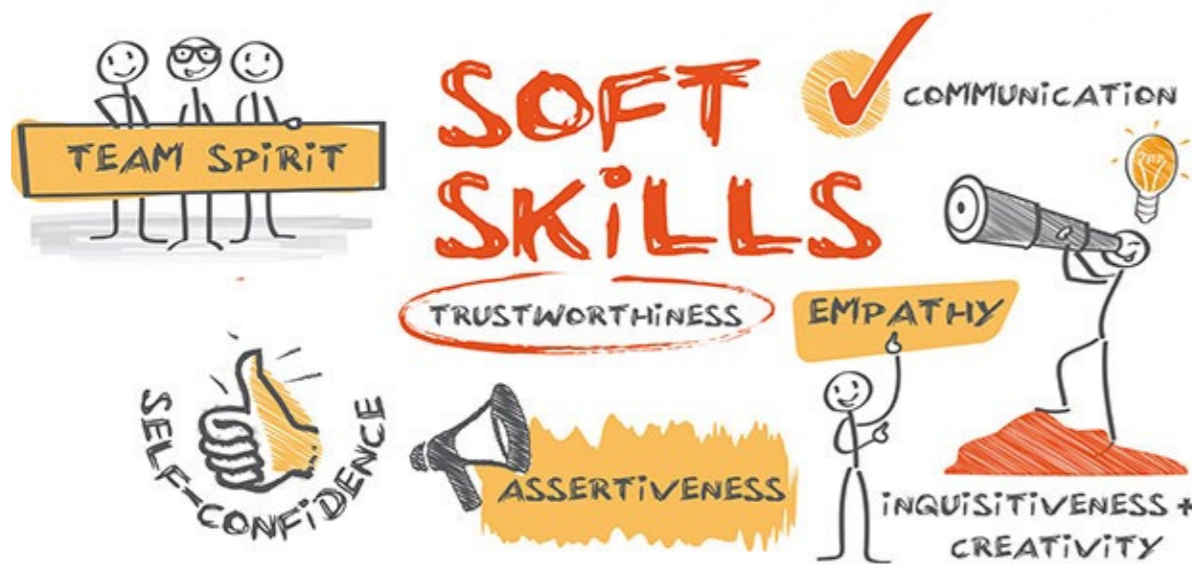 TEAM SPiRiT
SOFT
SKiLLS
COMMUNiCATiON
TRUSTWORTHiNESS
EMPATHY
SELF-CONFiDENCE
ASSERTiVENESS
iNQUiSiTiVENESS +
CREATiViTY